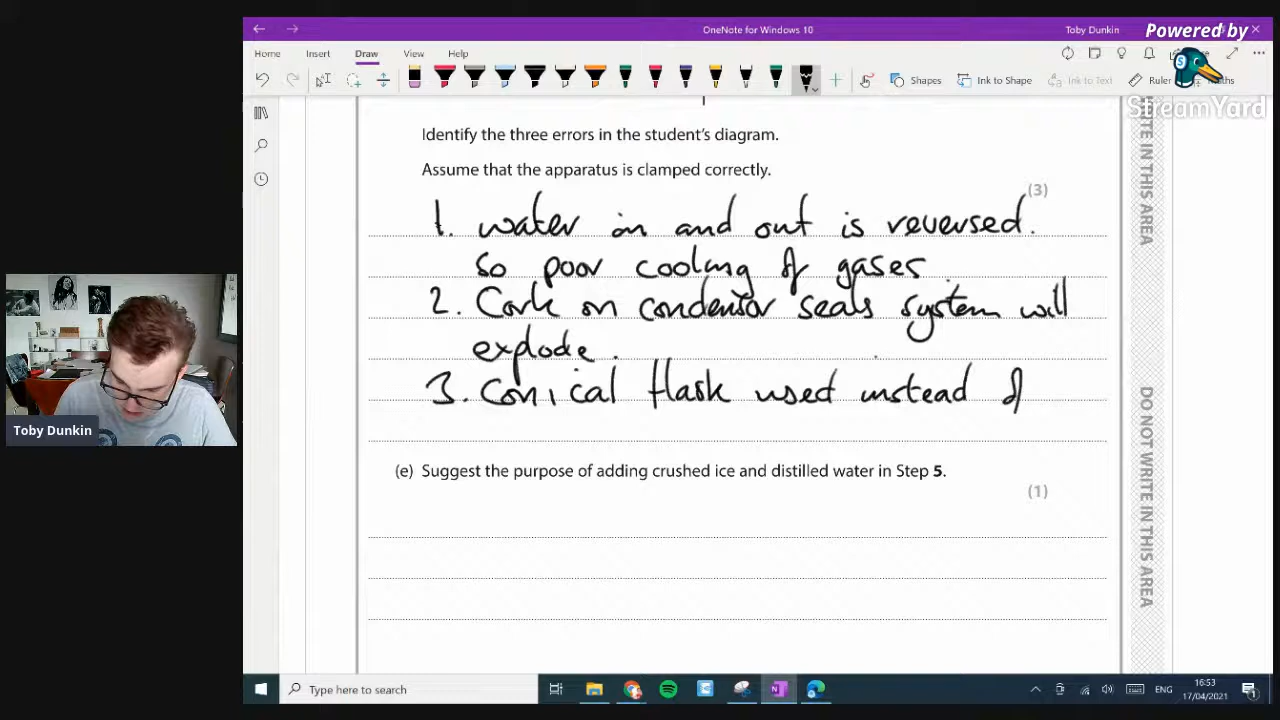 OneNote for Windows 10
Toby Dunkin
Powered by
Home Insert Draw View Help
Shapes Ink to Shape Ink to Text Ruler Maths
StreamYard
Identify the three errors in the student's diagram.
Assume that the apparatus is clamped correctly.
(3)
1. water in and out is reversed.
so poor cooling of gases
2. Cork on condensor seals system will
explode.
3. Conical flask used instead of
(e) Suggest the purpose of adding crushed ice and distilled water in Step 5.
(1)
WRITE IN THIS AREA
DO NOT WRITE IN THIS AREA
Toby Dunkin
Type here to search
ENG
16:53
17/04/2021